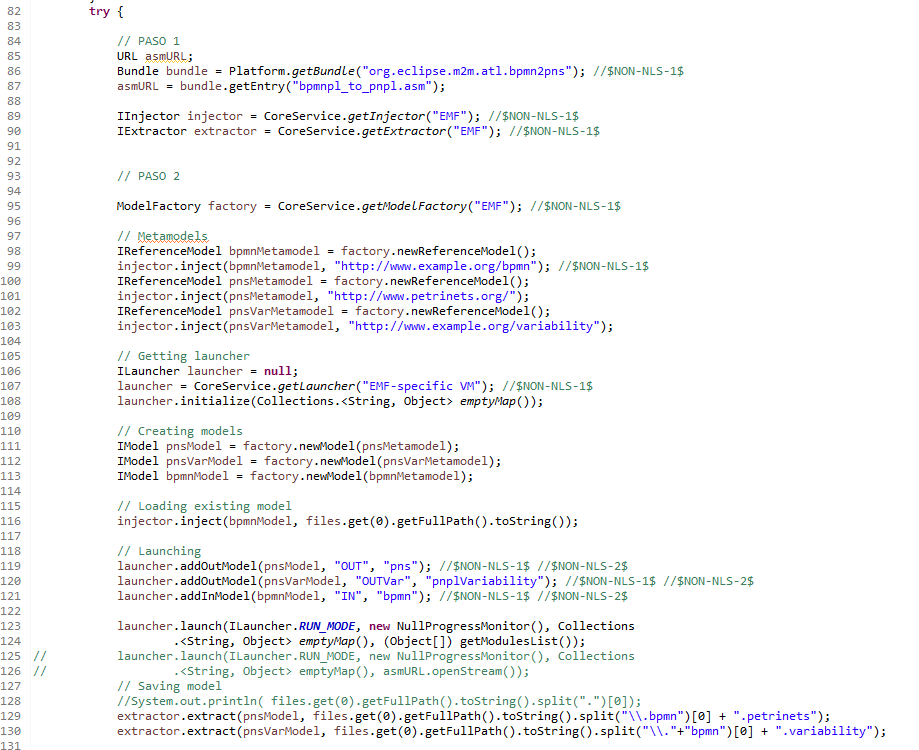 82 try {
83
84 // PASO 1
85 URL asmURL;
86 Bundle bundle = Platform.getBundle("org.eclipse.m2m.atl.bpmn2pns"); //$NON-NLS-1$
87 asmURL = bundle.getEntry("bpmnpl_to_pnpl.asm");
88
89 IInjector injector = CoreService.getInjector("EMF"); //$NON-NLS-1$
90 IExtractor extractor = CoreService.getExtractor("EMF"); //$NON-NLS-1$
91
92
93 // PASO 2
94
95 ModelFactory factory = CoreService.getModelFactory("EMF"); //$NON-NLS-1$
96
97 // Metamodels
98 IReferenceModel bpmnMetamodel = factory.newReferenceModel();
99 injector.inject(bpmnMetamodel, "http://www.example.org/bpmn"); //$NON-NLS-1$
100 IReferenceModel pnsMetamodel = factory.newReferenceModel();
101 injector.inject(pnsMetamodel, "http://www.petrinets.org/");
102 IReferenceModel pnsVarMetamodel = factory.newReferenceModel();
103 injector.inject(pnsVarMetamodel, "http://www.example.org/variability");
104
105 // Getting launcher
106 ILauncher launcher = null;
107 launcher = CoreService.getLauncher("EMF-specific VM"); //$NON-NLS-1$
108 launcher.initialize(Collections.<String, Object> emptyMap());
109
110 // Creating models
111 IModel pnsModel = factory.newModel(pnsMetamodel);
112 IModel pnsVarModel = factory.newModel(pnsVarMetamodel);
113 IModel bpmnModel = factory.newModel(bpmnMetamodel);
114
115 // Loading existing model
116 injector.inject(bpmnModel, files.get(0).getFullPath().toString());
117
118 // Launching
119 launcher.addOutModel(pnsModel, "OUT", "pns"); //$NON-NLS-1$ //$NON-NLS-2$
120 launcher.addOutModel(pnsVarModel, "OUTVar", "pnplVariability"); //$NON-NLS-1$ //$NON-NLS-2$
121 launcher.addInModel(bpmnModel, "IN", "bpmn"); //$NON-NLS-1$ //$NON-NLS-2$
122
123 launcher.launch(ILauncher.RUN_MODE, new NullProgressMonitor(), Collections
124 .<String, Object> emptyMap(), (Object[]) getModulesList());
125 // launcher.launch(ILauncher.RUN_MODE, new NullProgressMonitor(), Collections
126 // .<String, Object> emptyMap(), asmURL.openStream());
127 // Saving model
128 //System.out.println( files.get(0).getFullPath().toString().split(".")[0]);
129 extractor.extract(pnsModel, files.get(0).getFullPath().toString().split("\\.bpmn")[0] + ".petrinets");
130 extractor.extract(pnsVarModel, files.get(0).getFullPath().toString().split("\\."+"bpmn")[0] + ".variability");
131